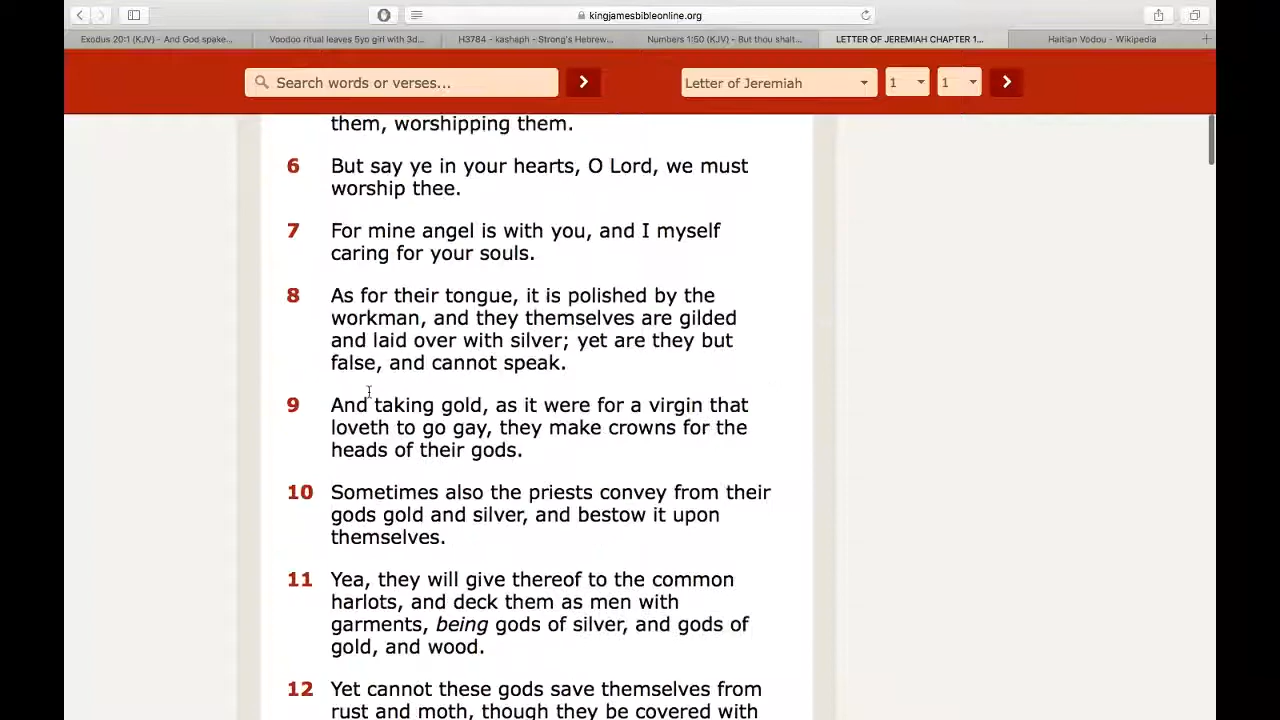 kingjamesbibleonline.org
Exodus 20:1 (KJV) - And God spake...
Voodoo ritual leaves 5yo girl with 3d...
H3784 - kashaph - Strong's Hebrew...
Numbers 1:50 (KJV) - But thou shalt...
LETTER OF JEREMIAH CHAPTER 1...
Haitian Vodou - Wikipedia
Search words or verses...
Letter of Jeremiah
1
1
them, worshipping them.
6 But say ye in your hearts, O Lord, we must
worship thee.
7 For mine angel is with you, and I myself
caring for your souls.
8 As for their tongue, it is polished by the
workman, and they themselves are gilded
and laid over with silver; yet are they but
false, and cannot speak.
9 And taking gold, as it were for a virgin that
loveth to go gay, they make crowns for the
heads of their gods.
10 Sometimes also the priests convey from their
gods gold and silver, and bestow it upon
themselves.
11 Yea, they will give thereof to the common
harlots, and deck them as men with
garments, being gods of silver, and gods of
gold, and wood.
12 Yet cannot these gods save themselves from
rust and moth, though they be covered with